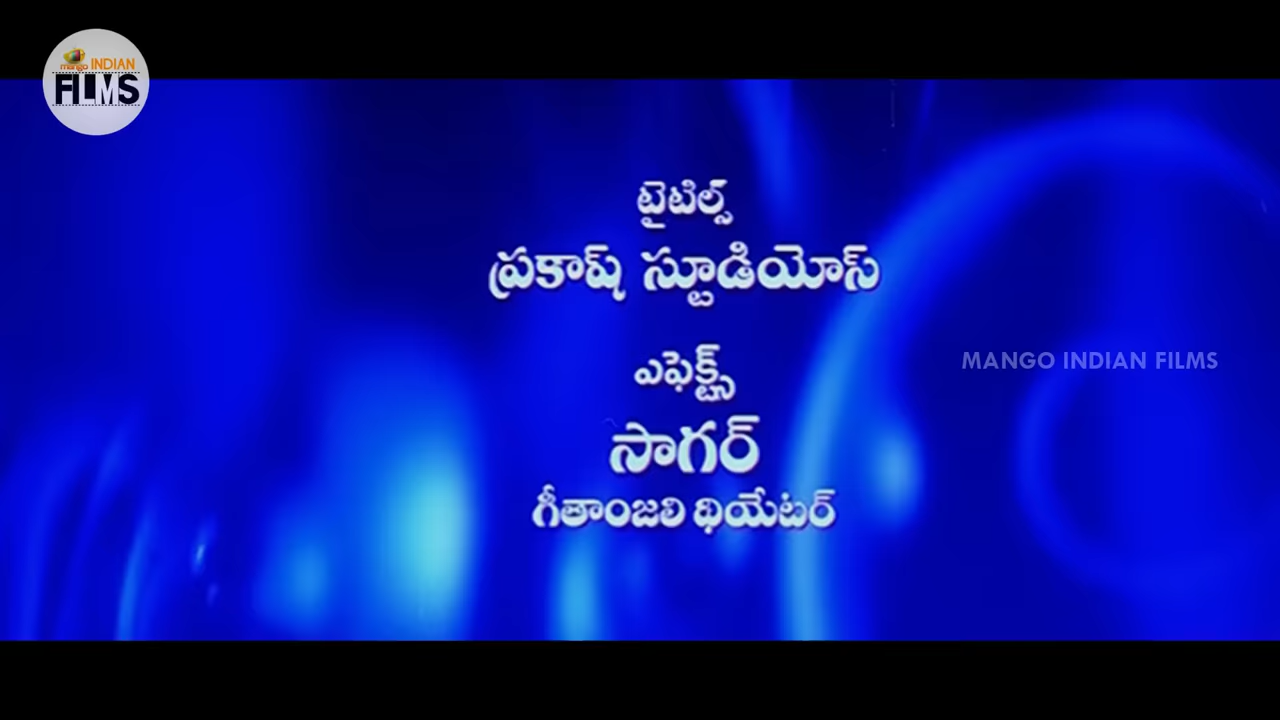 mango INDIAN
FILMS
టైటిల్స్
ప్రకాష్ స్టూడియోస్
ఎఫెక్ట్స్
సాగర్
గీతాంజలి థియేటర్
MANGO INDIAN FILMS